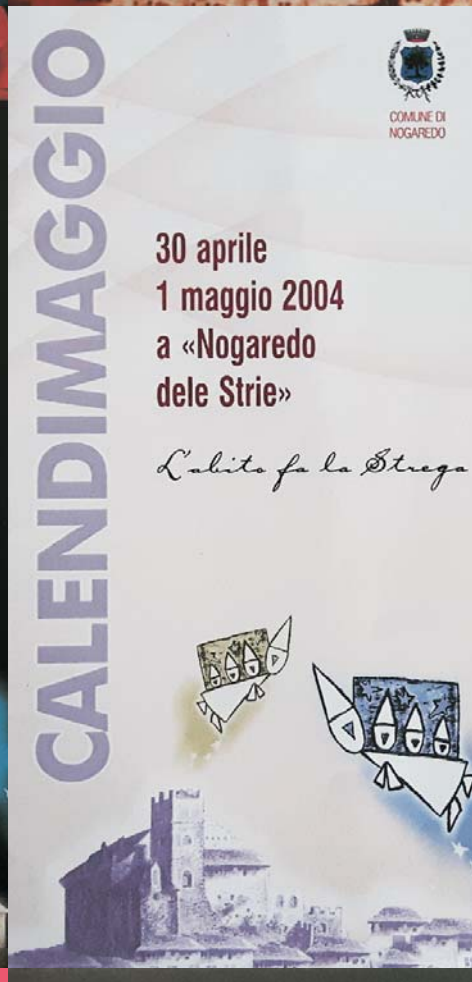 CALENDIMAGGIO
COMUNE DI
NOGAREDO
30 aprile
1 maggio 2004
a «Nogaredo
dele Strie»
L'abito fa la Strega